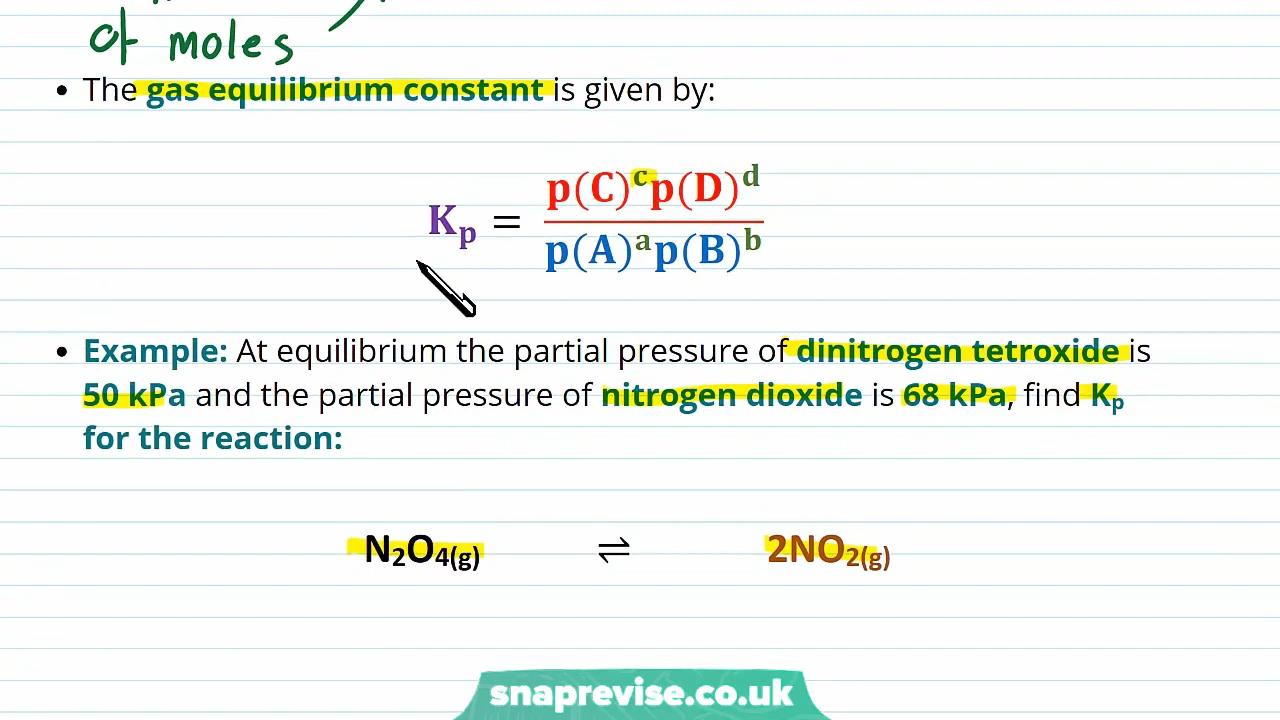 of moles
• The gas equilibrium constant is given by:
Kₚ = p(C)ᶜp(D)ᵈ / p(A)ᵃp(B)ᵇ
• Example: At equilibrium the partial pressure of dinitrogen tetroxide is
50 kPa and the partial pressure of nitrogen dioxide is 68 kPa, find Kₚ
for the reaction:
N₂O₄(g) ⇌ 2NO₂(g)
snaprevise.co.uk